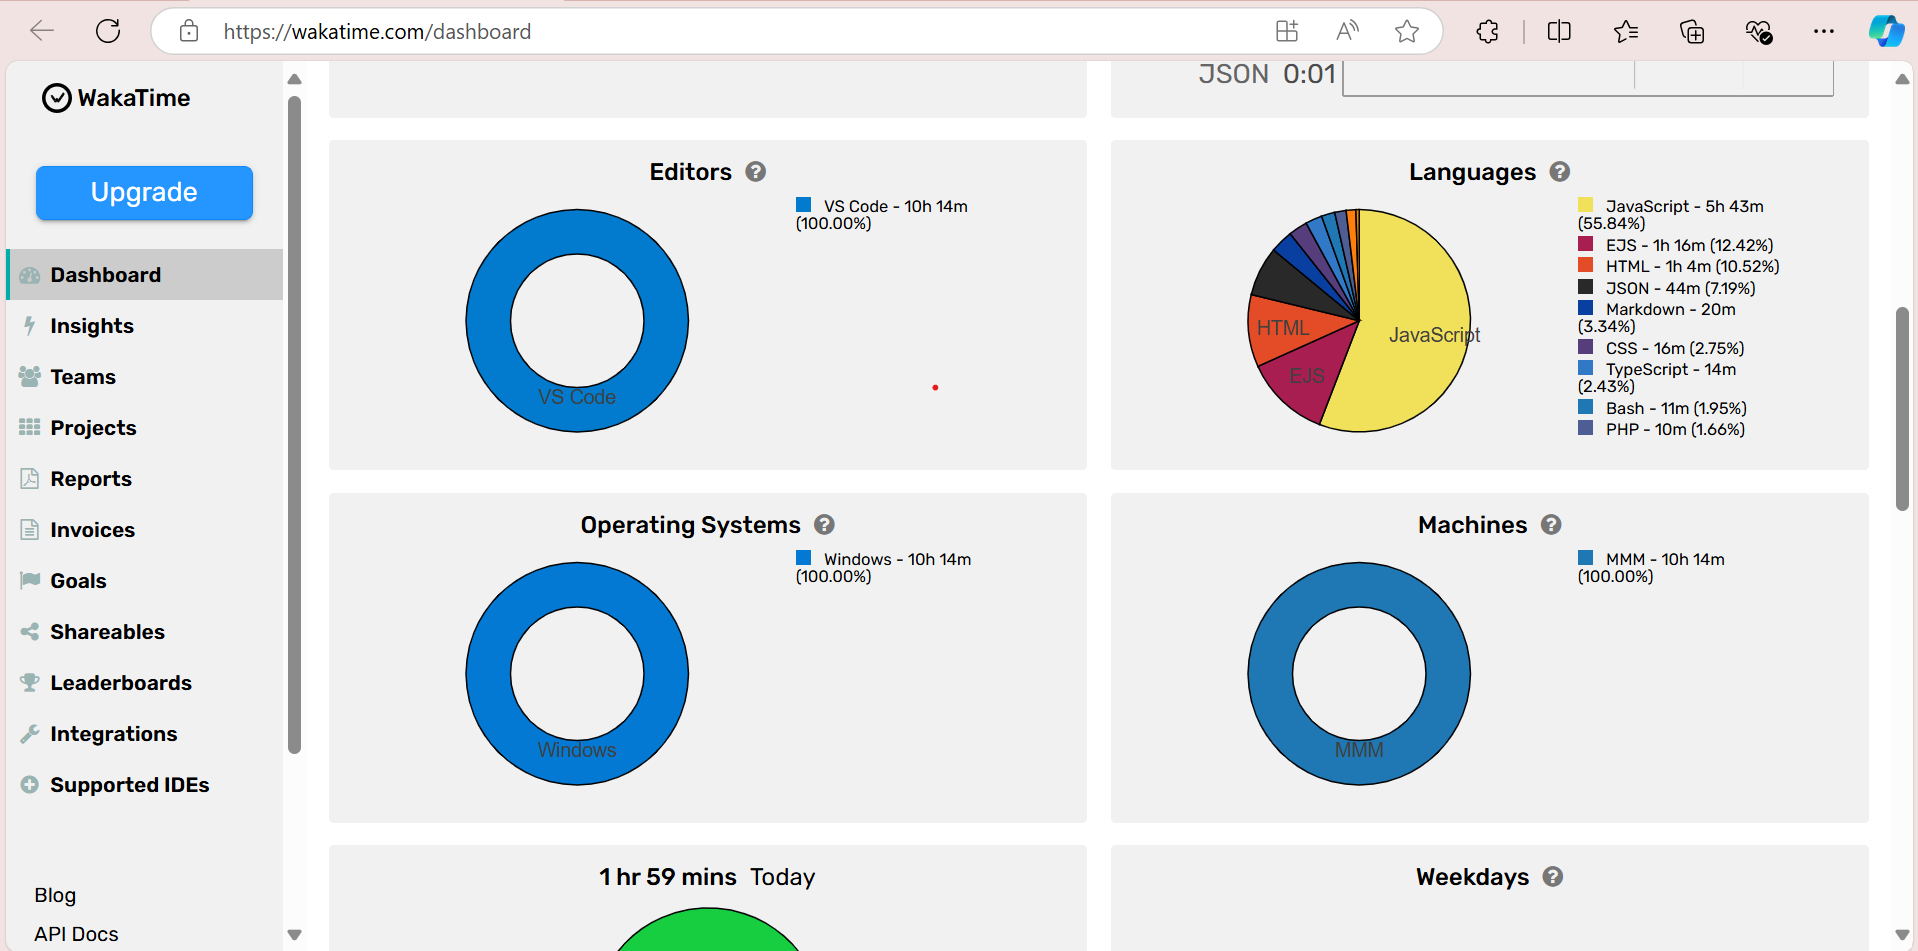 https://wakatime.com/dashboard
WakaTime
Upgrade
Dashboard
Insights
Teams
Projects
Reports
Invoices
Goals
Shareables
Leaderboards
Integrations
Supported IDEs
Blog
API Docs
JSON 0:01
Editors ?
VS Code - 10h 14m
(100.00%)
VS Code
Languages ?
JavaScript - 5h 43m
(55.84%)
EJS - 1h 16m (12.42%)
HTML - 1h 4m (10.52%)
JSON - 44m (7.19%)
Markdown - 20m
(3.34%)
CSS - 16m (2.75%)
TypeScript - 14m
(2.43%)
Bash - 11m (1.95%)
PHP - 10m (1.66%)
HTML
JavaScript
EJS
Operating Systems ?
Windows - 10h 14m
(100.00%)
Windows
Machines ?
MMM - 10h 14m
(100.00%)
MMM
1 hr 59 mins Today
Weekdays ?